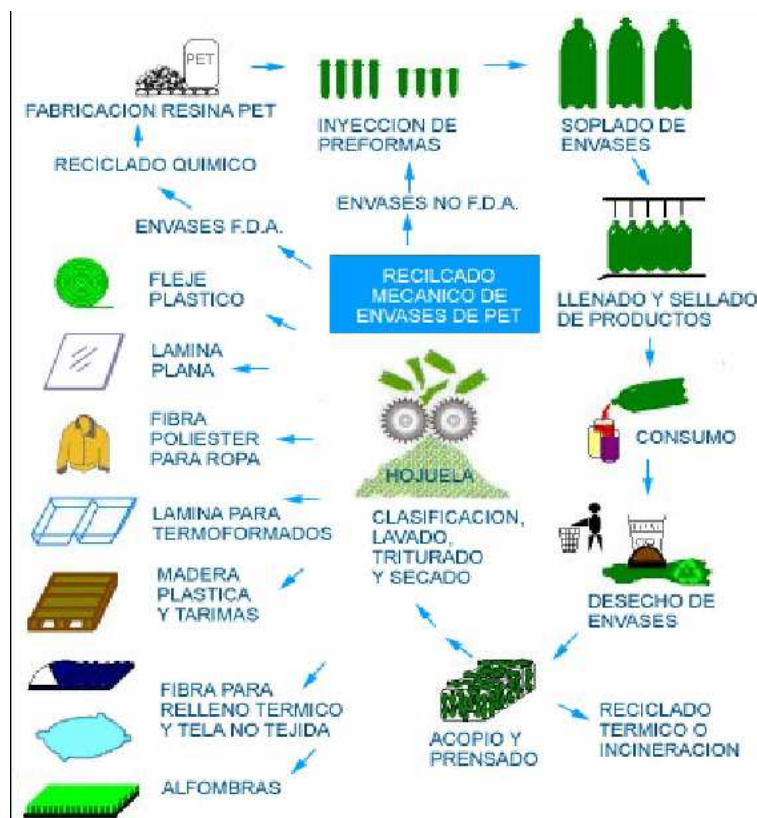 PET
FABRICACION RESINA PET
INYECCION DE
PREFORMAS
SOPLADO DE
ENVASES
RECICLADO QUIMICO
ENVASES NO F.D.A.
ENVASES F.D.A.
RECILCADO
MECANICO DE
ENVASES DE PET
LLENADO Y SELLADO
DE PRODUCTOS
FLEJE
PLASTICO
LAMINA
PLANA
CONSUMO
FIBRA
POLIESTER
PARA ROPA
HOJUELA
LAMINA PARA
TERMOFORMADOS
CLASIFICACION,
LAVADO,
TRITURADO
Y SECADO
MADERA
PLASTICA
Y TARIMAS
DESECHO DE
ENVASES
FIBRA PARA
RELLENO TERMICO
Y TELA NO TEJIDA
ACOPIO Y
PRENSADO
RECICLADO
TERMICO O
INCINERACION
ALFOMBRAS